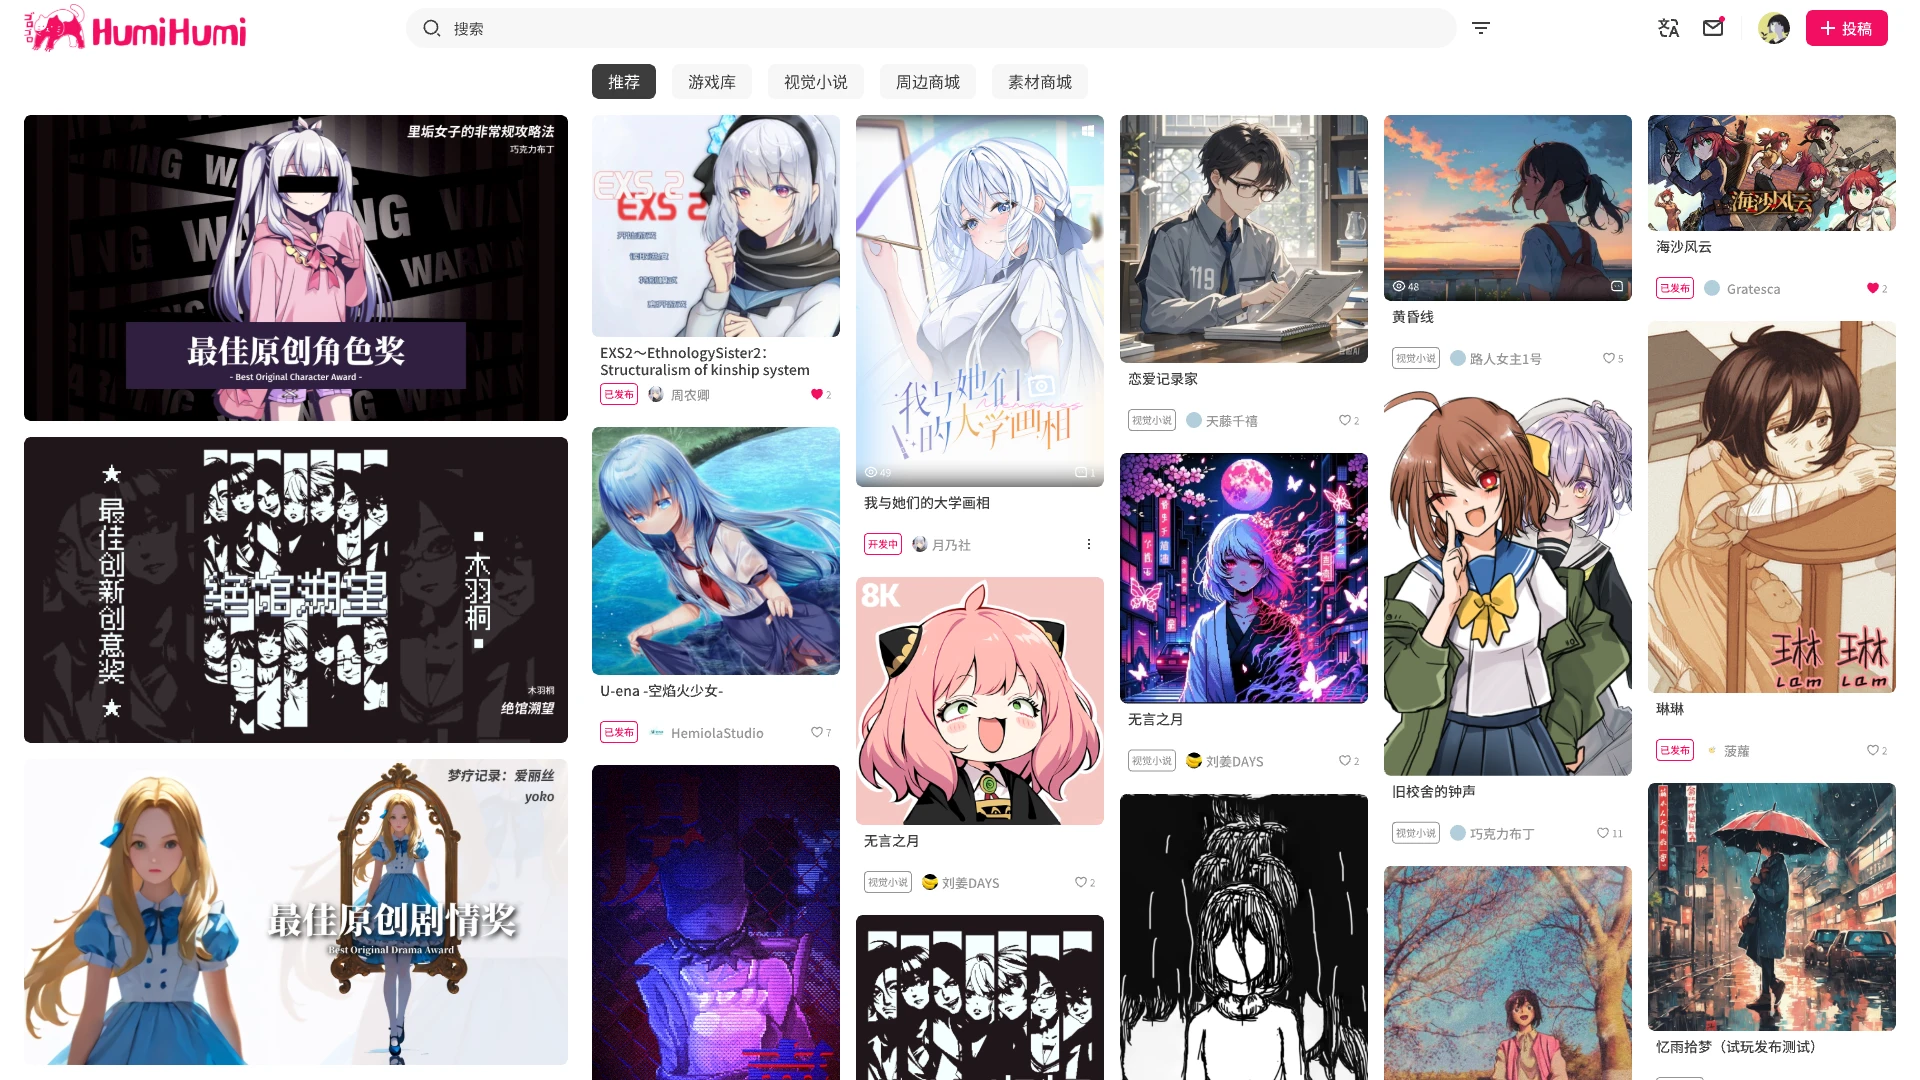 HumiHumi
搜索
投稿
推荐
游戏库
视觉小说
周边商城
素材商城
里垢女子的非常规攻略法
巧克力布丁
WARNING
最佳原创角色奖
- Best Original Character Award -
最佳创新创意奖
绝馆溯望
木羽桐
木羽桐
绝馆溯望
梦疗记录：爱丽丝
yoko
最佳原创剧情奖
Best Original Drama Award
EXS 2
EXS 2
EXS2～EthnologySister2：
Structuralism of kinship system
已发布
周农卿
2
U-ena -空焰火少女-
已发布
HemiolaStudio
7
我与她们的大学画相
Memories
49
1
我与她们的大学画相
开发中
月乃社
8K
无言之月
视觉小说
刘姜DAYS
2
119
恋爱记录家
视觉小说
天藤千禧
2
无言之月
视觉小说
刘姜DAYS
2
48
黄昏线
视觉小说
路人女主1号
5
旧校舍的钟声
视觉小说
巧克力布丁
11
海沙风云
海沙风云
已发布
Gratesca
2
琳 琳
Lam Lam
琳琳
已发布
菠蘿
2
忆雨拾梦（试玩发布测试）